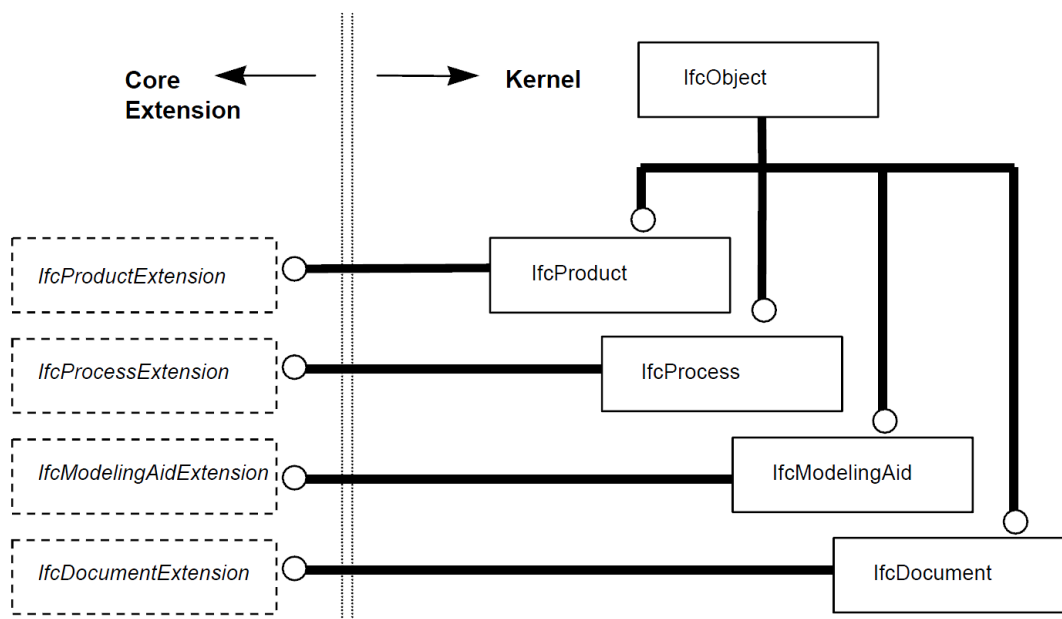 Core
Extension
Kernel
IfcObject
IfcProductExtension
IfcProduct
IfcProcessExtension
IfcProcess
IfcModelingAidExtension
IfcModelingAid
IfcDocumentExtension
IfcDocument